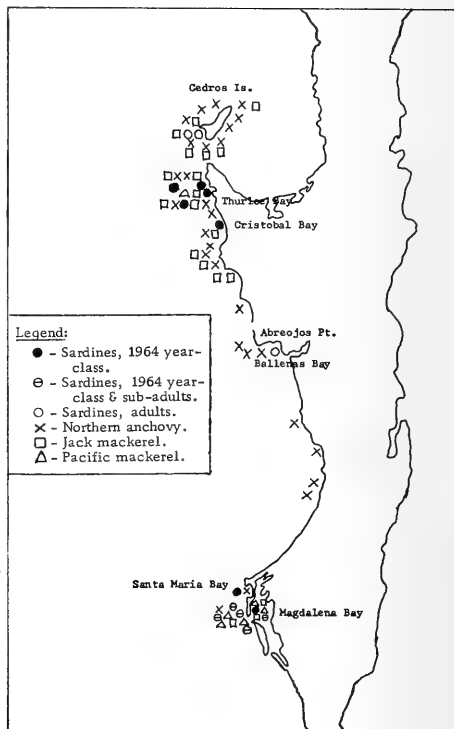 Cedros Is.
Thurloe Bay
Cristobal Bay
Abreojos Pt.
Ballenas Bay
Legend:
- Sardines, 1964 year-
class.
- Sardines, 1964 year-
class & sub-adults.
- Sardines, adults.
- Northern anchovy.
- Jack mackerel.
- Pacific mackerel.
Santa Maria Bay
Magdalena Bay